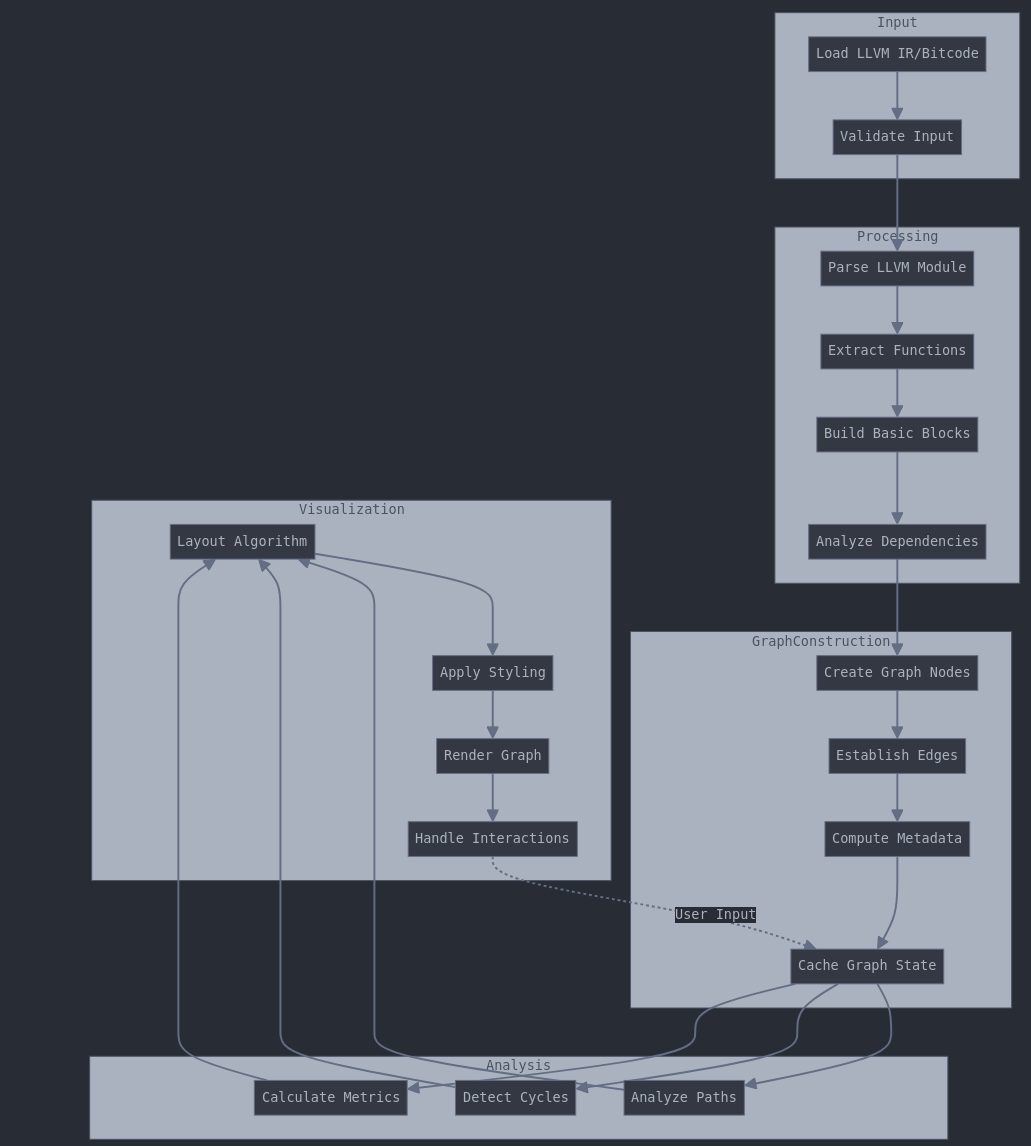 Input
Load LLVM IR/Bitcode
Validate Input
Processing
Parse LLVM Module
Extract Functions
Build Basic Blocks
Analyze Dependencies
Visualization
Layout Algorithm
Apply Styling
Render Graph
Handle Interactions
GraphConstruction
Create Graph Nodes
Establish Edges
Compute Metadata
User Input
Cache Graph State
Analysis
Calculate Metrics
Detect Cycles
Analyze Paths